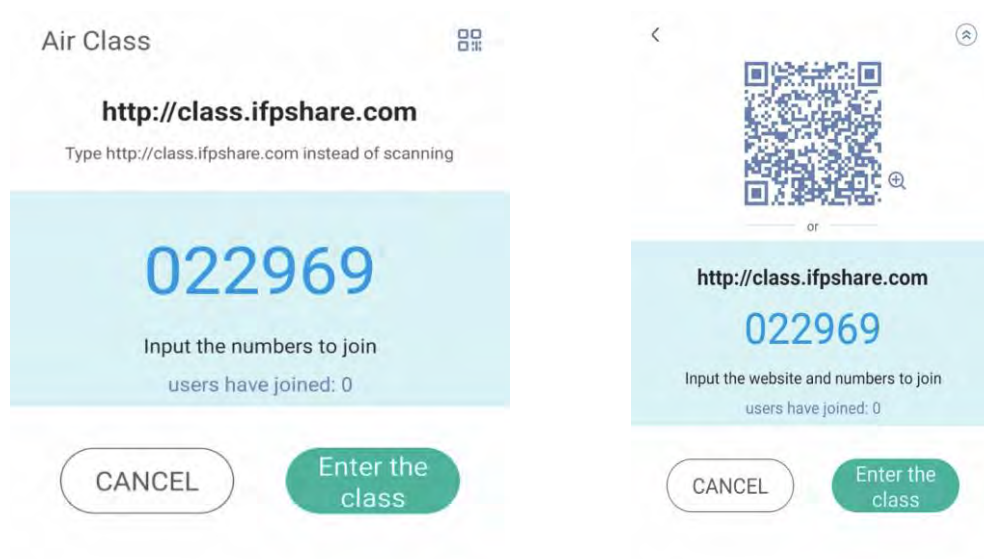 Air Class
http://class.ifpshare.com
Type http://class.ifpshare.com instead of scanning
022969
Input the numbers to join
users have joined: 0
CANCEL
Enter the
class
or
http://class.ifpshare.com
022969
Input the website and numbers to join
users have joined: 0
CANCEL
Enter the
class